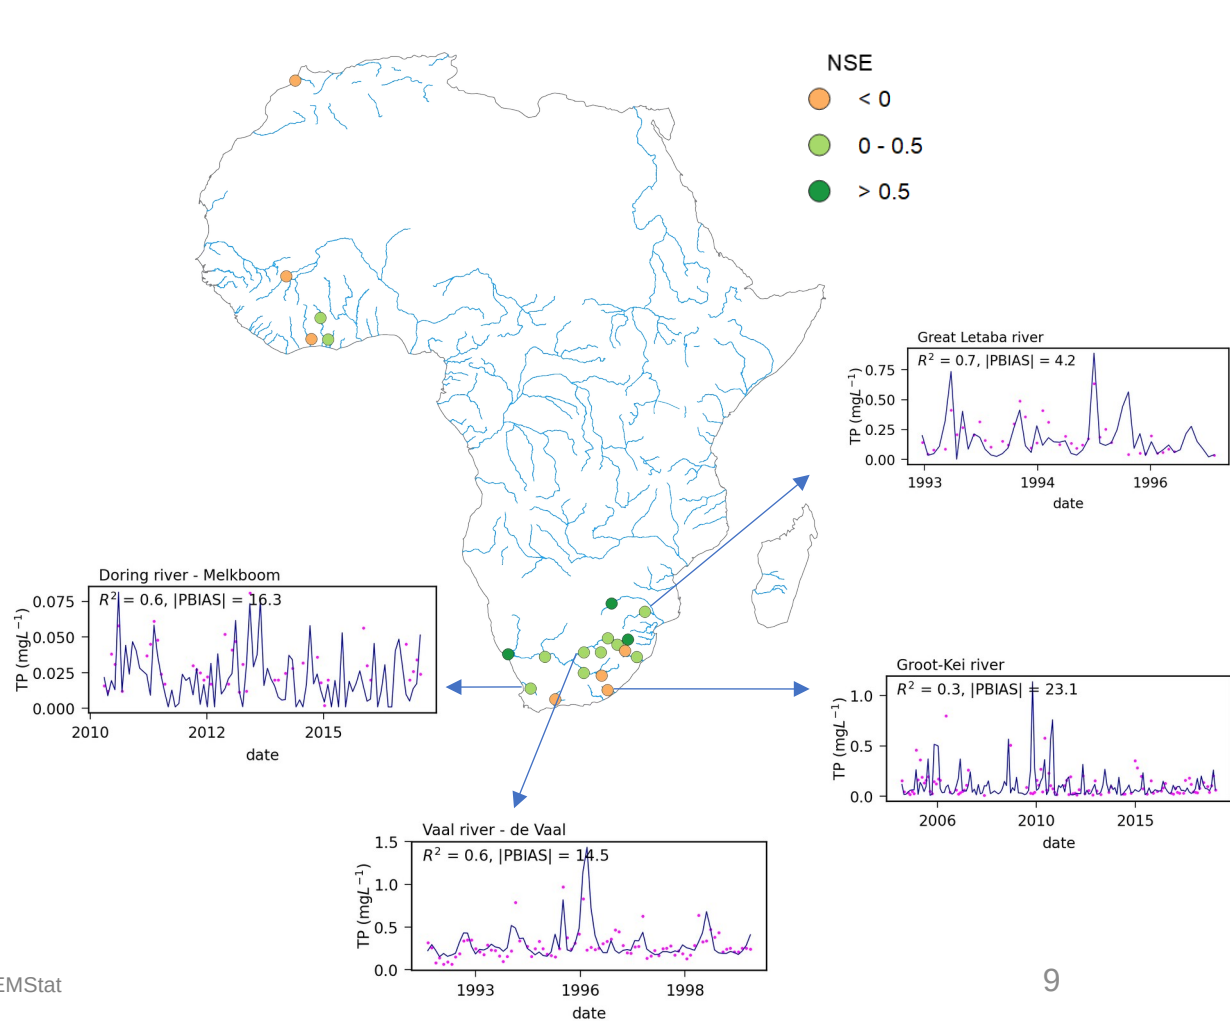 NSE
< 0
0 - 0.5
> 0.5
Great Letaba river
R² = 0.7, |PBIAS| = 4.2
TP (mgL⁻¹)
0.75
0.50
0.25
0.00
1993 1994 1996
date
Doring river - Melkboom
R² = 0.6, |PBIAS| = 16.3
TP (mgL⁻¹)
0.075
0.050
0.025
0.000
2010 2012 2015
date
Groot-Kei river
R² = 0.3, |PBIAS| = 23.1
TP (mgL⁻¹)
1.0
0.5
0.0
2006 2010 2015
date
Vaal river - de Vaal
R² = 0.6, |PBIAS| = 14.5
TP (mgL⁻¹)
1.5
1.0
0.5
0.0
1993 1996 1998
date
EMStat
9